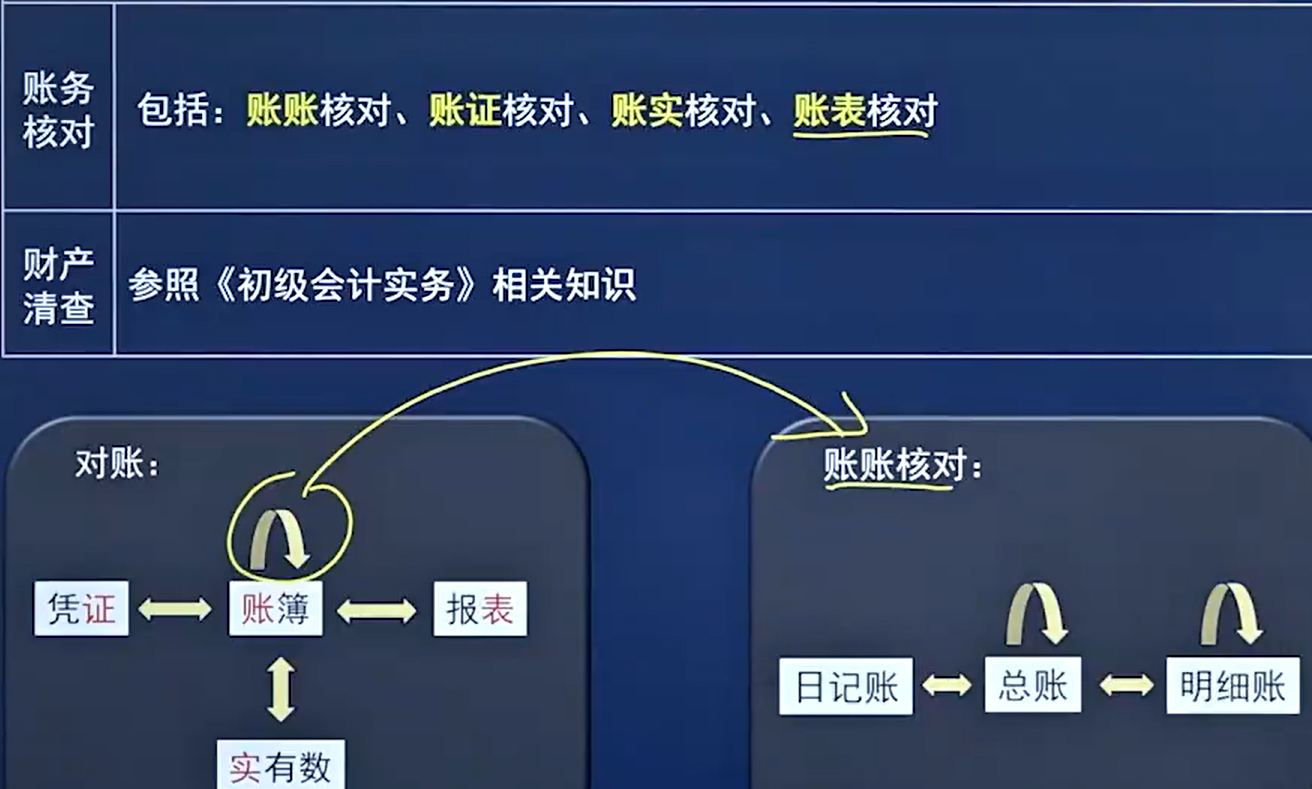 账务
核对
包括：账账核对、账证核对、账实核对、账表核对
财产
清查
参照《初级会计实务》相关知识
对账：
凭证
账簿
报表
实有数
账账核对：
日记账
总账
明细账